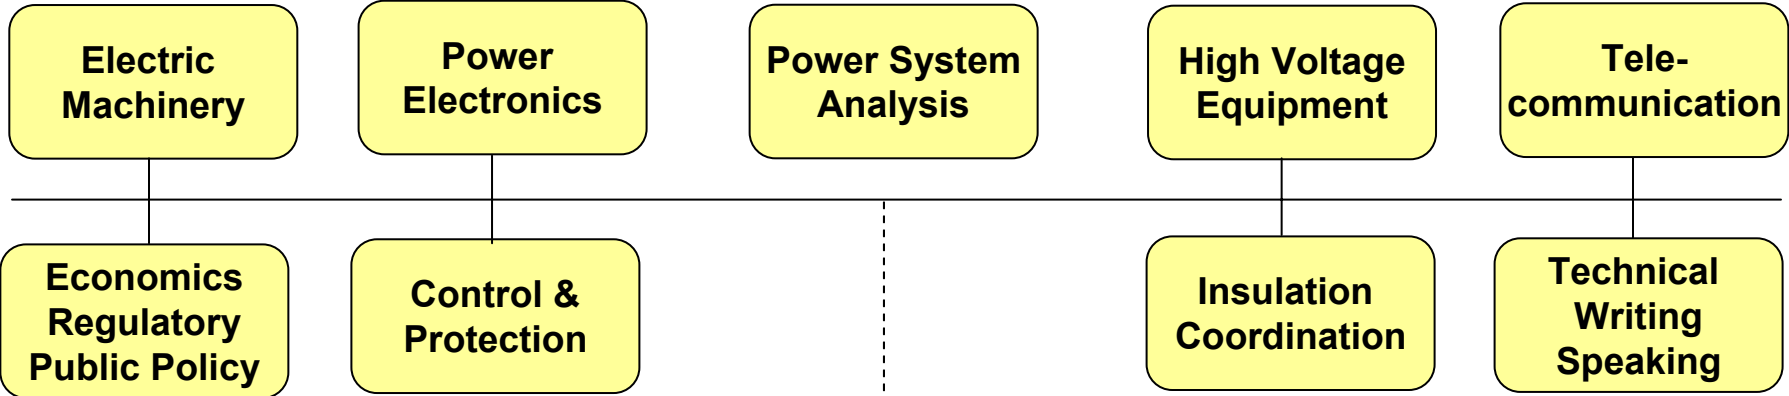 Electric
Machinery
Power
Electronics
Power System
Analysis
High Voltage
Equipment
Tele-
communication
Economics
Regulatory
Public Policy
Control &
Protection
Insulation
Coordination
Technical
Writing
Speaking